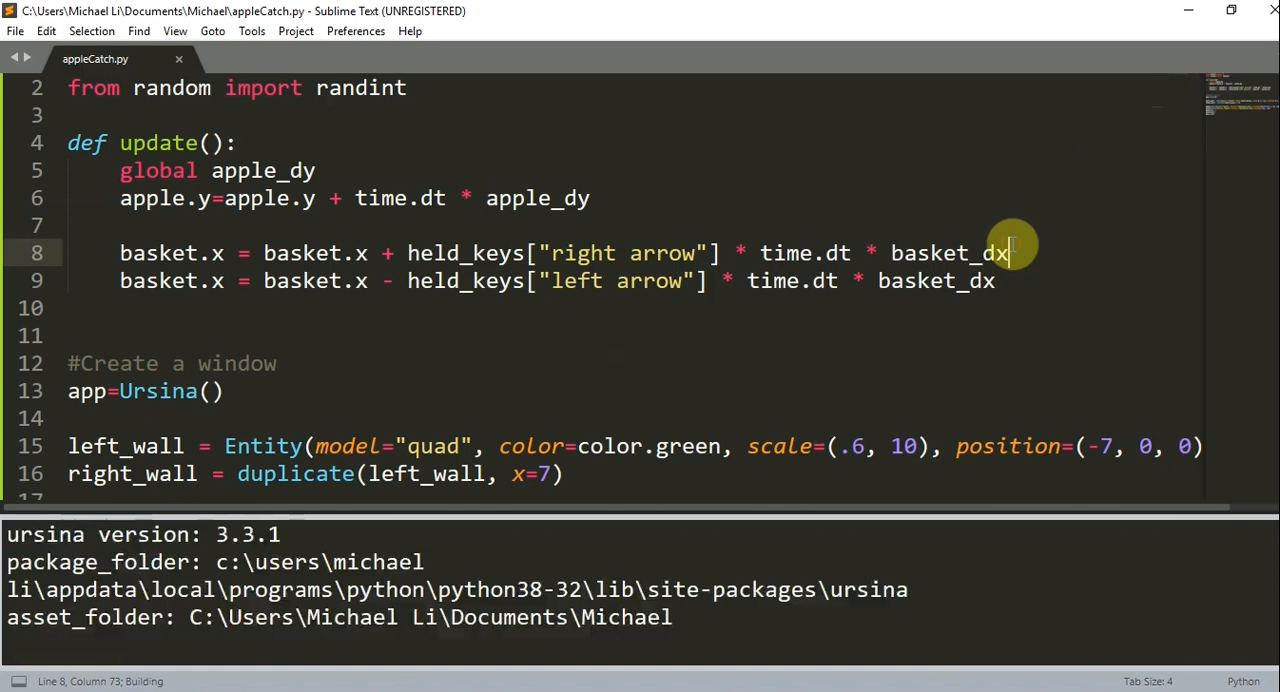 C:\Users\Michael Li\Documents\Michael\appleCatch.py - Sublime Text (UNREGISTERED)
File Edit Selection Find View Goto Tools Project Preferences Help
appleCatch.py
2 from random import randint
3
4 def update():
5 global apple_dy
6 apple.y=apple.y + time.dt * apple_dy
7
8 basket.x = basket.x + held_keys["right arrow"] * time.dt * basket_dx
9 basket.x = basket.x - held_keys["left arrow"] * time.dt * basket_dx
10
11
12 #Create a window
13 app=Ursina()
14
15 left_wall = Entity(model="quad", color=color.green, scale=(.6, 10), position=(-7, 0, 0)
16 right_wall = duplicate(left_wall, x=7)
17
ursina version: 3.3.1
package_folder: c:\users\michael
li\appdata\local\programs\python\python38-32\lib\site-packages\ursina
asset_folder: C:\Users\Michael Li\Documents\Michael
Line 8, Column 73; Building Tab Size: 4 Python